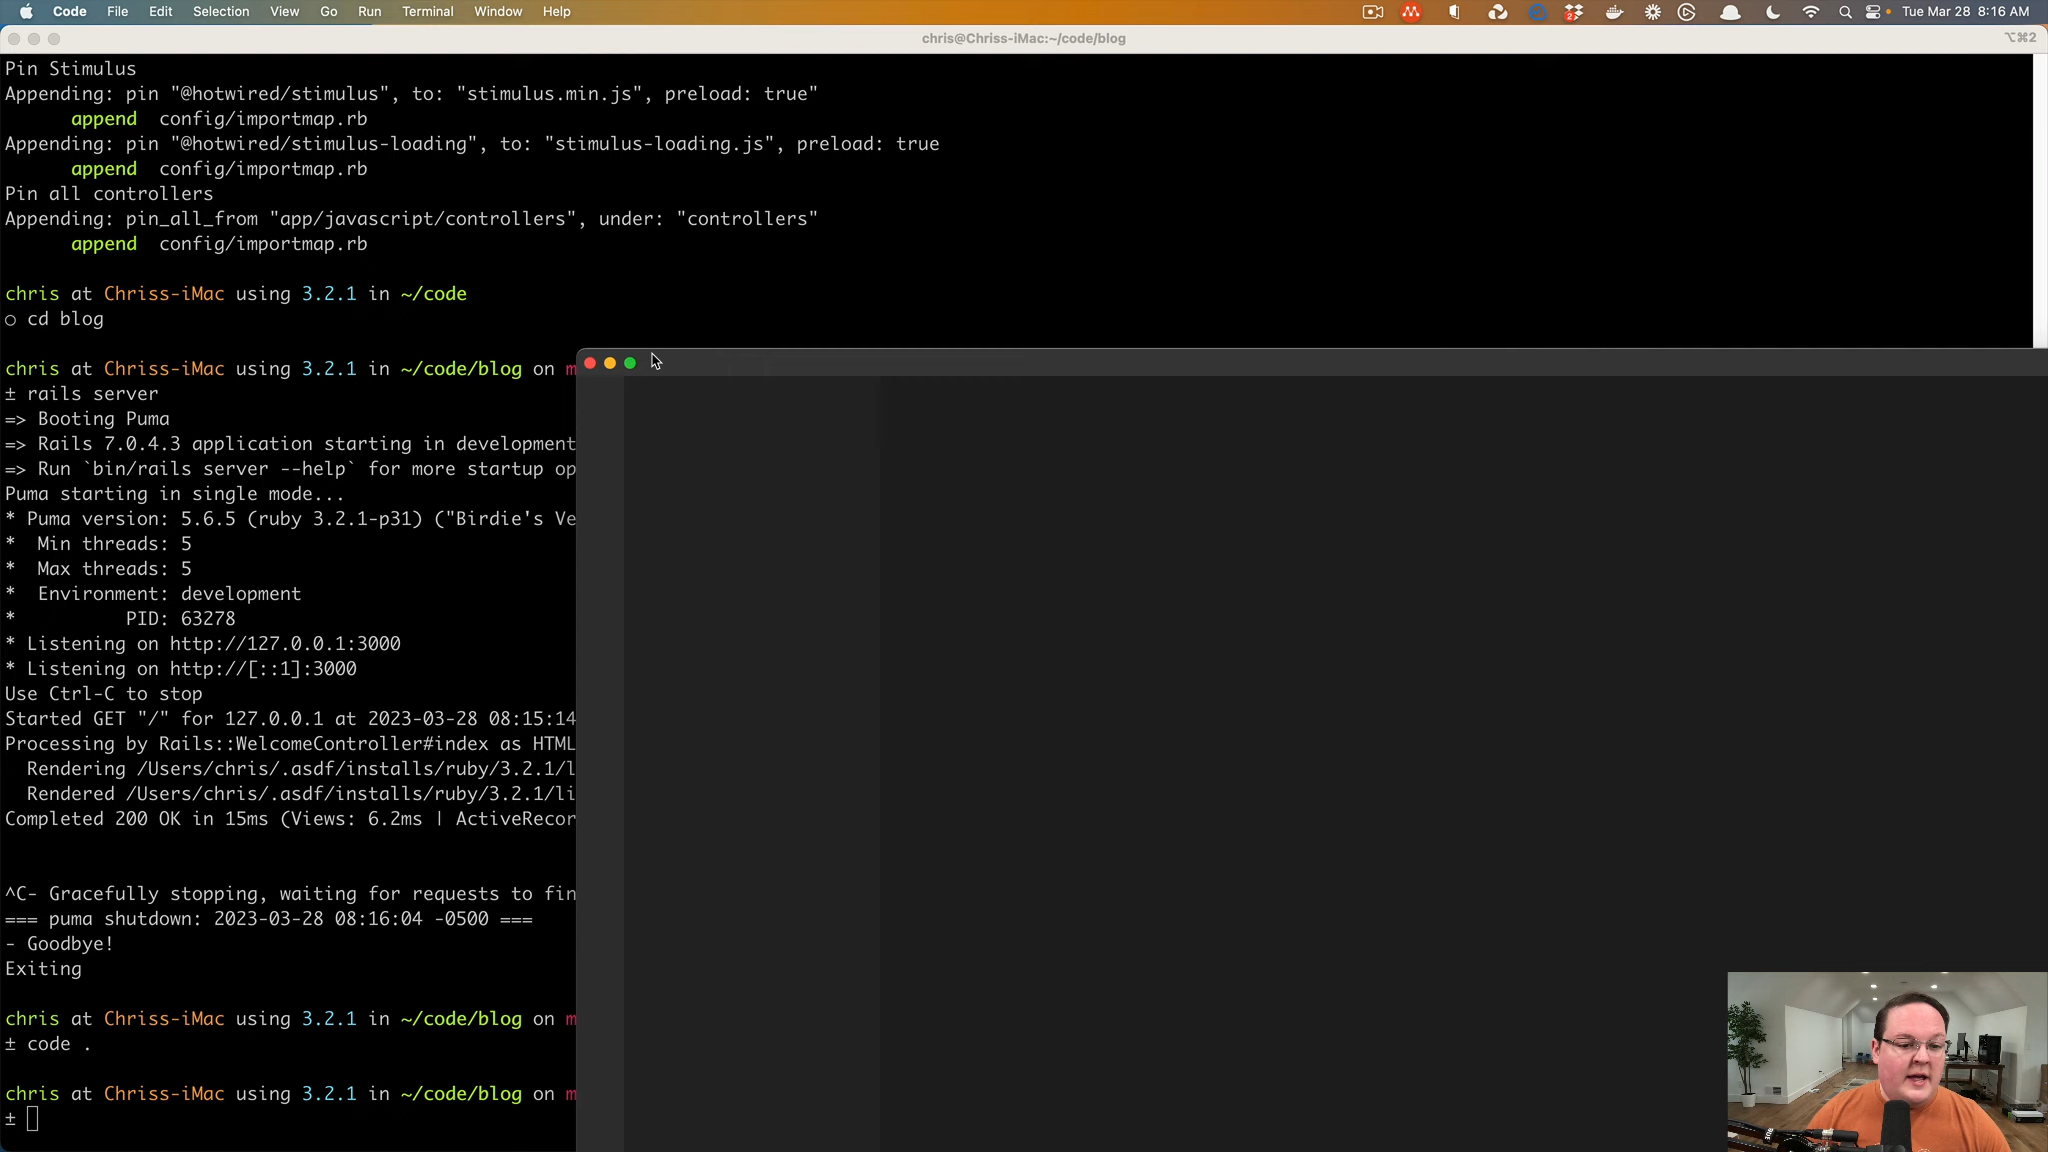 Code File Edit Selection View Go Run Terminal Window Help
2
Tue Mar 28 8:16 AM
chris@Chriss-iMac:~/code/blog
⌥⌘2
Pin Stimulus
Appending: pin "@hotwired/stimulus", to: "stimulus.min.js", preload: true"
append config/importmap.rb
Appending: pin "@hotwired/stimulus-loading", to: "stimulus-loading.js", preload: true
append config/importmap.rb
Pin all controllers
Appending: pin_all_from "app/javascript/controllers", under: "controllers"
append config/importmap.rb
chris at Chriss-iMac using 3.2.1 in ~/code
○ cd blog
chris at Chriss-iMac using 3.2.1 in ~/code/blog on m
± rails server
=> Booting Puma
=> Rails 7.0.4.3 application starting in development
=> Run `bin/rails server --help` for more startup op
Puma starting in single mode...
* Puma version: 5.6.5 (ruby 3.2.1-p31) ("Birdie's Ve
* Min threads: 5
* Max threads: 5
* Environment: development
* PID: 63278
* Listening on http://127.0.0.1:3000
* Listening on http://[::1]:3000
Use Ctrl-C to stop
Started GET "/" for 127.0.0.1 at 2023-03-28 08:15:14
Processing by Rails::WelcomeController#index as HTML
Rendering /Users/chris/.asdf/installs/ruby/3.2.1/l
Rendered /Users/chris/.asdf/installs/ruby/3.2.1/li
Completed 200 OK in 15ms (Views: 6.2ms | ActiveRecor
^C- Gracefully stopping, waiting for requests to fin
=== puma shutdown: 2023-03-28 08:16:04 -0500 ===
- Goodbye!
Exiting
chris at Chriss-iMac using 3.2.1 in ~/code/blog on m
± code .
chris at Chriss-iMac using 3.2.1 in ~/code/blog on m
±